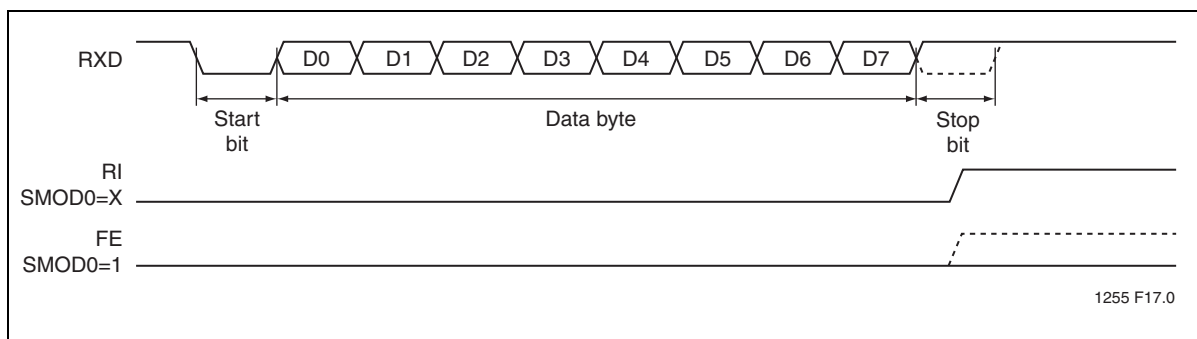 RXD
D0 D1 D2 D3 D4 D5 D6 D7
Start
bit
Data byte
Stop
bit
RI
SMOD0=X
FE
SMOD0=1
1255 F17.0